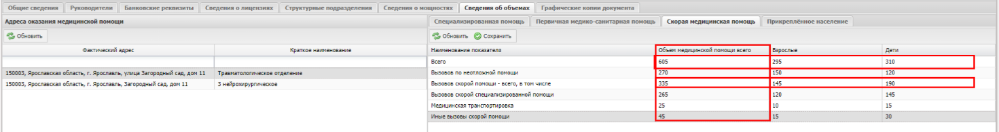 Общие сведения Руководители Банковские реквизиты Сведения о лицензиях Структурные подразделения Сведения о мощностях Сведения об объемах Графические копии документа
Адреса оказания медицинской помощи
Обновить
Фактический адрес Краткое наименование
150003, Ярославская область, г. Ярославль, улица Загородный сад, дом 11 Травматологическое отделение
150003, Ярославская область, г. Ярославль, Загородный сад, дом 11 3 нейрохирургическое
Специализированная помощь Первичная медико-санитарная помощь Скорая медицинская помощь Прикреплённое население
Обновить Сохранить
Наименование показателя Объем медицинской помощи всего Взрослые Дети
Всего 605 295 310
Вызовов по неотложной помощи 270 150 120
Вызовов скорой помощи - всего, в том числе 335 145 190
Вызовов скорой специализированной помощи 265 120 145
Медицинская транспортировка 25 10 15
Иные вызовы скорой помощи 45 15 30